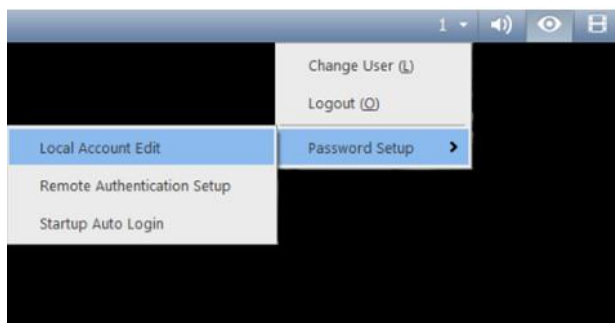 1
Change User (L)
Logout (O)
Password Setup
Local Account Edit
Remote Authentication Setup
Startup Auto Login